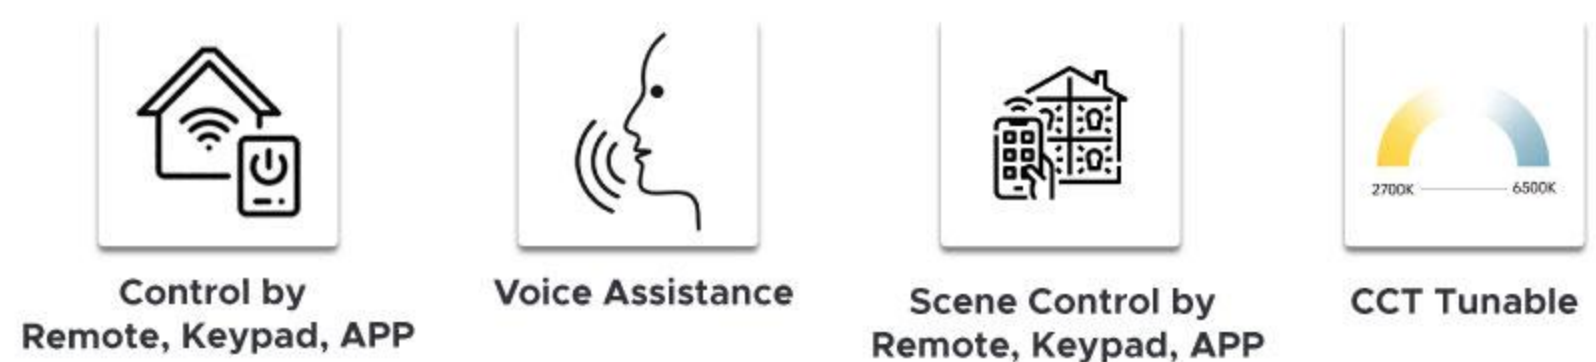 Control by
Remote, Keypad, APP
Voice Assistance
Scene Control by
Remote, Keypad, APP
2700K
6500K
CCT Tunable